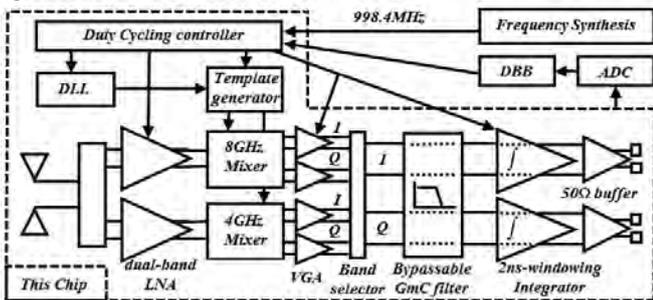 998.4MHz
Frequency Synthesis
Duty Cycling controller
DLL
Template
generator
DBB
ADC
8GHz
Mixer
I
Q
I
4GHz
Mixer
I
Q
Q
50Ω buffer
dual-band
LNA
VGA
Band
selector
Bypassable
GmC filter
2ns-windowing
Integrator
This Chip
∫
∫